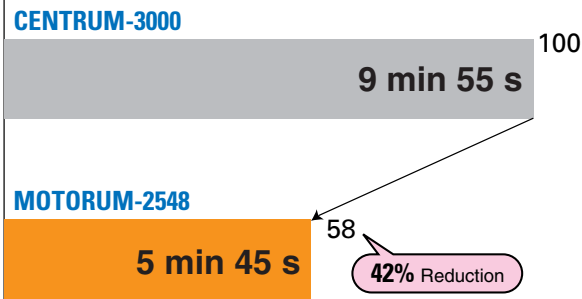 CENTRUM-3000
100
9 min 55 s
MOTORUM-2548
58
5 min 45 s
42% Reduction